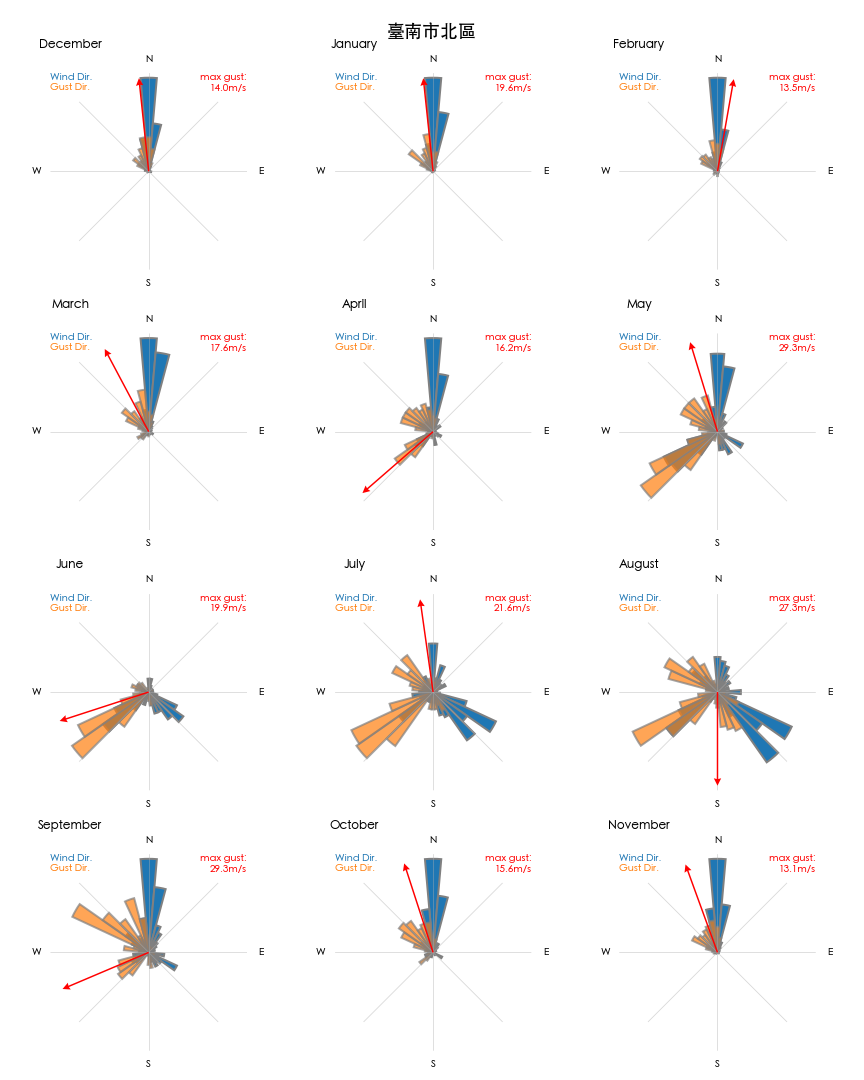 臺南市北區
December
N
Wind Dir.
Gust Dir.
max gust:
14.0m/s
W
E
S
January
N
Wind Dir.
Gust Dir.
max gust:
19.6m/s
W
E
S
February
N
Wind Dir.
Gust Dir.
max gust:
13.5m/s
W
E
S
March
N
Wind Dir.
Gust Dir.
max gust:
17.6m/s
W
E
S
April
N
Wind Dir.
Gust Dir.
max gust:
16.2m/s
W
E
S
May
N
Wind Dir.
Gust Dir.
max gust:
29.3m/s
W
E
S
June
N
Wind Dir.
Gust Dir.
max gust:
19.9m/s
W
E
S
July
N
Wind Dir.
Gust Dir.
max gust:
21.6m/s
W
E
S
August
N
Wind Dir.
Gust Dir.
max gust:
27.3m/s
W
E
S
September
N
Wind Dir.
Gust Dir.
max gust:
29.3m/s
W
E
S
October
N
Wind Dir.
Gust Dir.
max gust:
15.6m/s
W
E
S
November
N
Wind Dir.
Gust Dir.
max gust:
13.1m/s
W
E
S